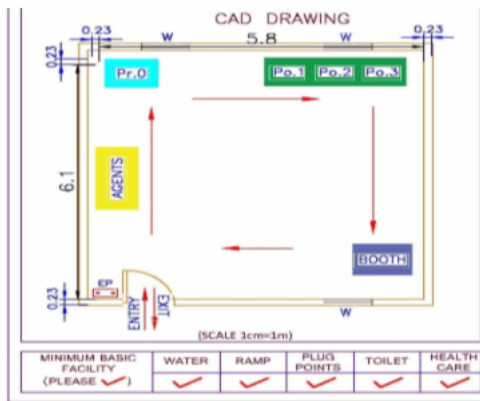 CAD DRAWING
0.23 W 5.8 W 0.23
0.23
Pr.0 Po.1 Po.2 Po.3
6.1
AGENTS
BOOTH
EP
0.23
ENTRY
EXIT
W
(SCALE 1cm=1m)
MINIMUM BASIC FACILITY (PLEASE ✓) WATER RAMP PLUG POINTS TOILET HEALTH CARE
✓ ✓ ✓ ✓ ✓